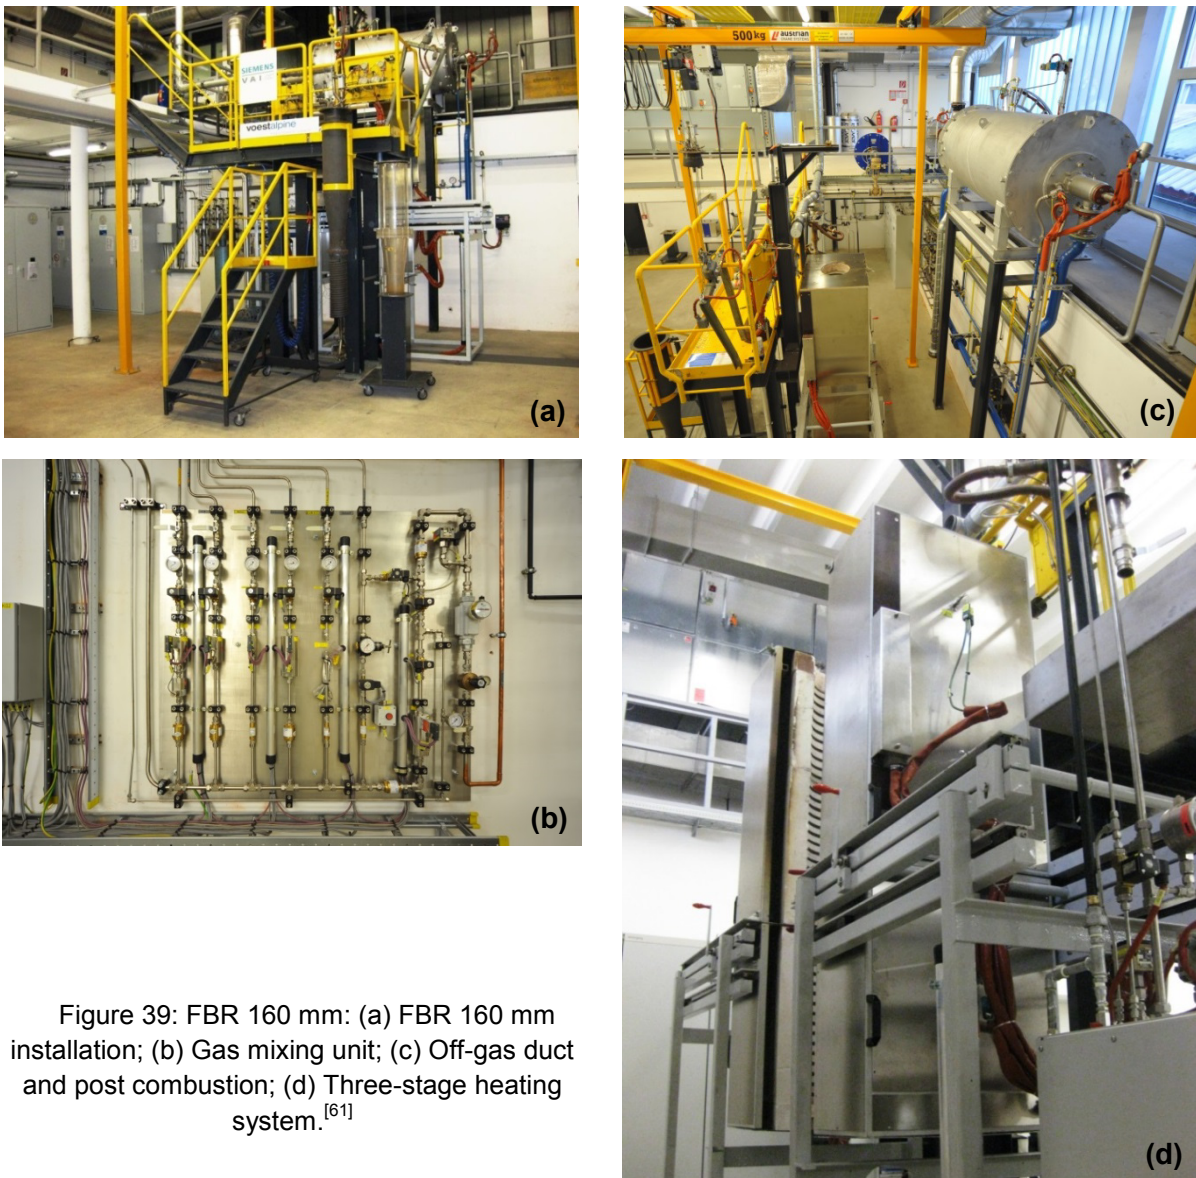 SIEMENS
VAI
voestalpine
(a)
500kg
austrian
(c)
(b)
Figure 39: FBR 160 mm: (a) FBR 160 mm
installation; (b) Gas mixing unit; (c) Off-gas duct
and post combustion; (d) Three-stage heating
system.[61]
(d)